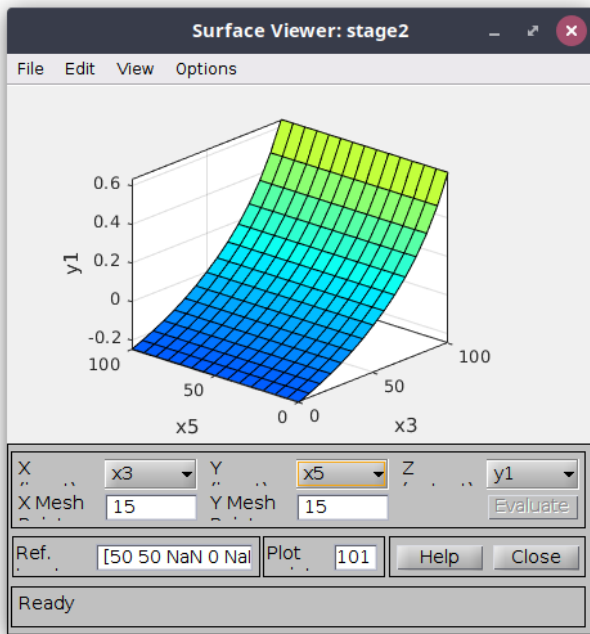 Surface Viewer: stage2
File Edit View Options
0.6
0.4
0.2
0
-0.2
y1
100
50
0
x5
0
50
100
x3
X x3 Y x5 Z y1
X Mesh 15 Y Mesh 15 Evaluate
Ref. [50 50 NaN 0 Na Plot 101 Help Close
Ready